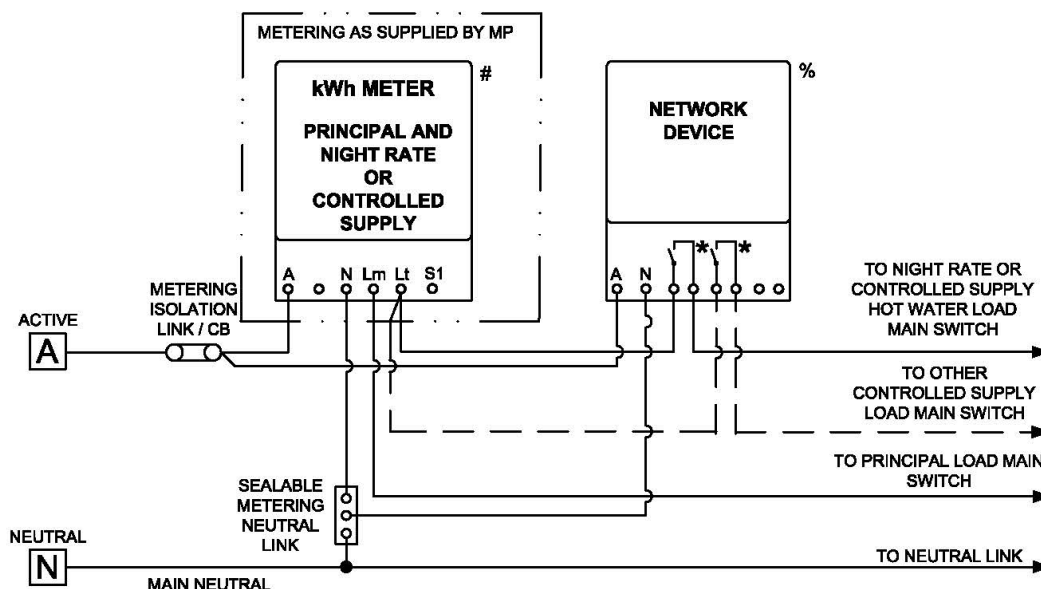 METERING AS SUPPLIED BY MP
#
%
kWh METER
PRINCIPAL AND
NIGHT RATE
OR
CONTROLLED
SUPPLY
NETWORK
DEVICE
* *
A N Lm Lt S1
A N
METERING
ISOLATION
LINK / CB
ACTIVE
A
TO NIGHT RATE OR
CONTROLLED SUPPLY
HOT WATER LOAD
MAIN SWITCH
TO OTHER
CONTROLLED SUPPLY
LOAD MAIN SWITCH
TO PRINCIPAL LOAD MAIN
SWITCH
SEALABLE
METERING
NEUTRAL
LINK
NEUTRAL
N
MAIN NEUTRAL
TO NEUTRAL LINK